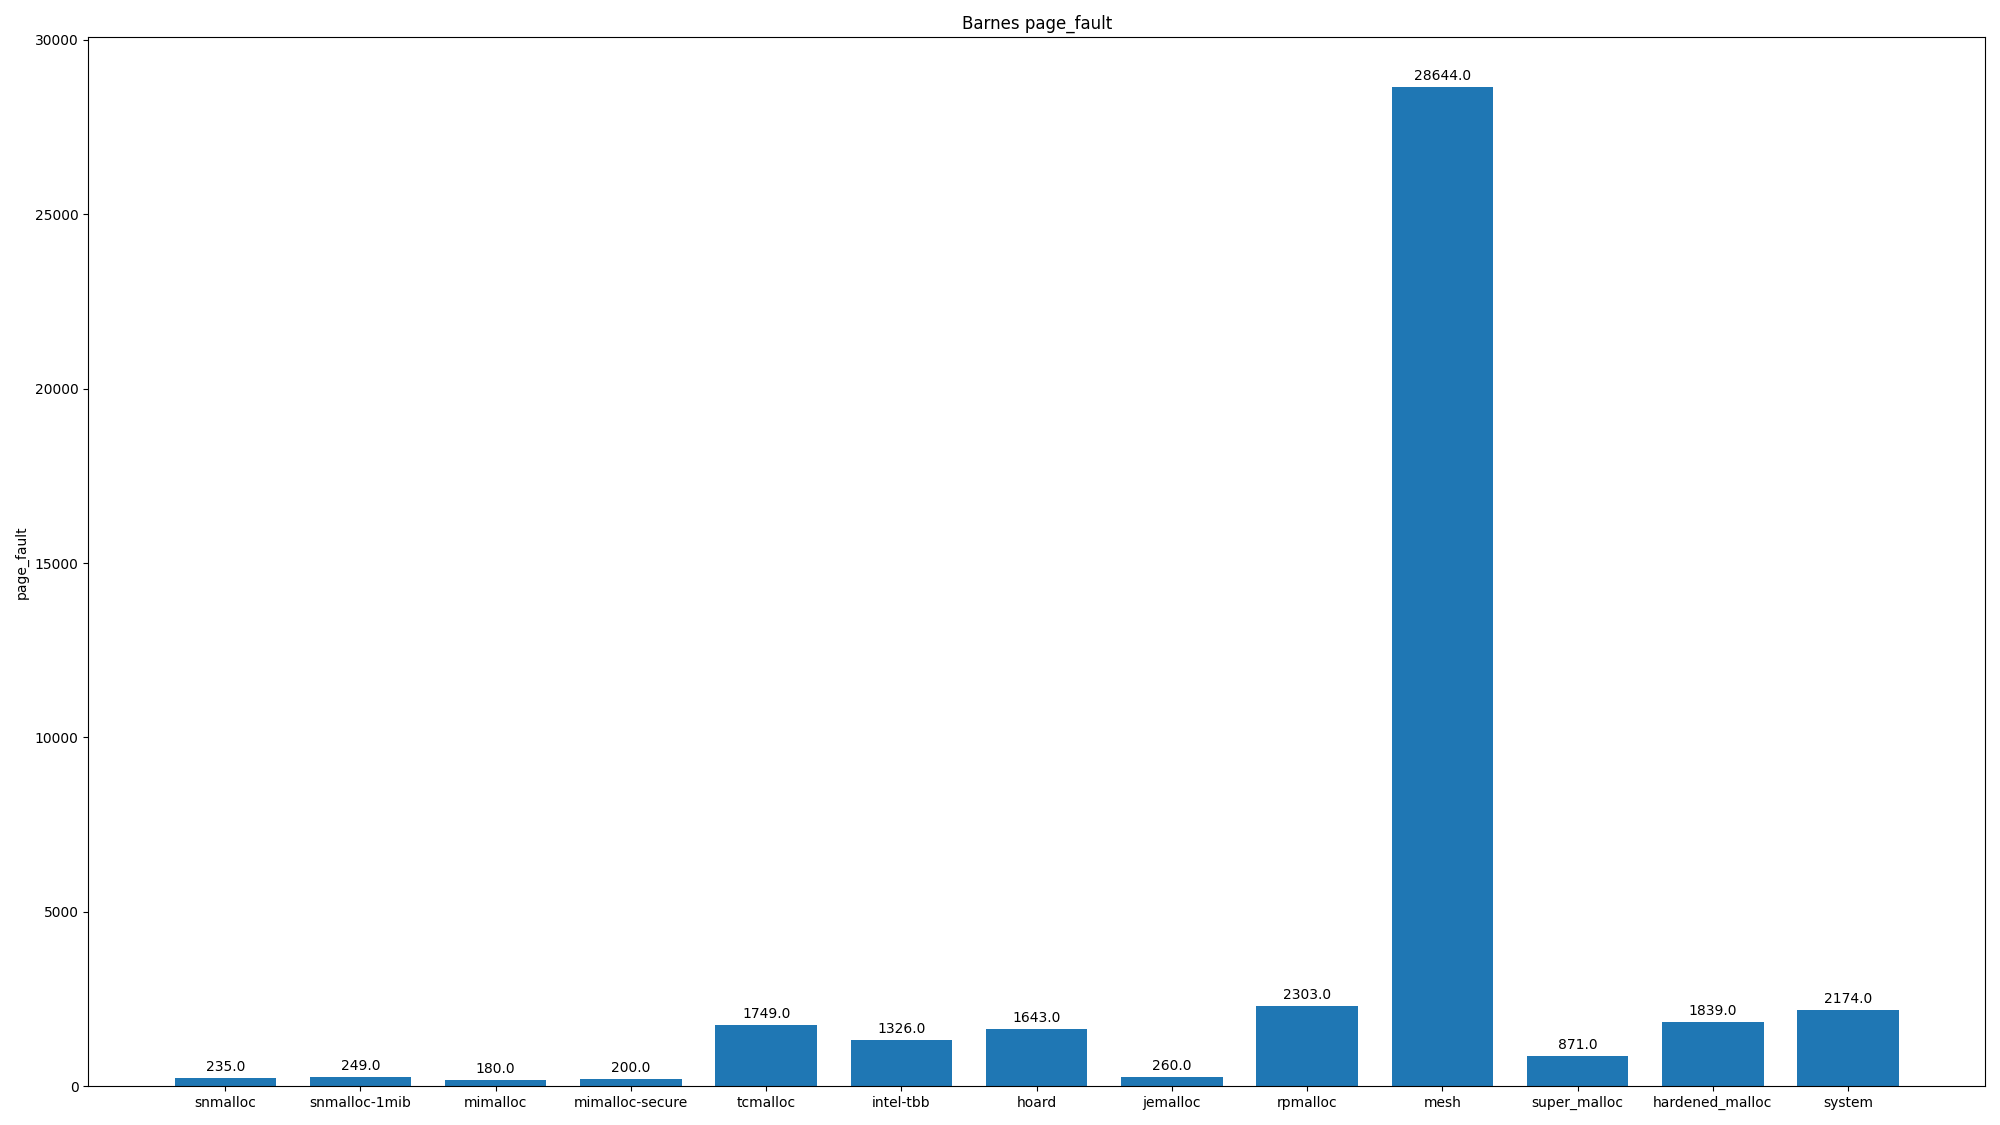 Barnes page_fault
30000
25000
20000
15000
10000
5000
0
page_fault
235.0
249.0
180.0
200.0
1749.0
1326.0
1643.0
260.0
2303.0
28644.0
871.0
1839.0
2174.0
snmalloc
snmalloc-1mib
mimalloc
mimalloc-secure
tcmalloc
intel-tbb
hoard
jemalloc
rpmalloc
mesh
super_malloc
hardened_malloc
system